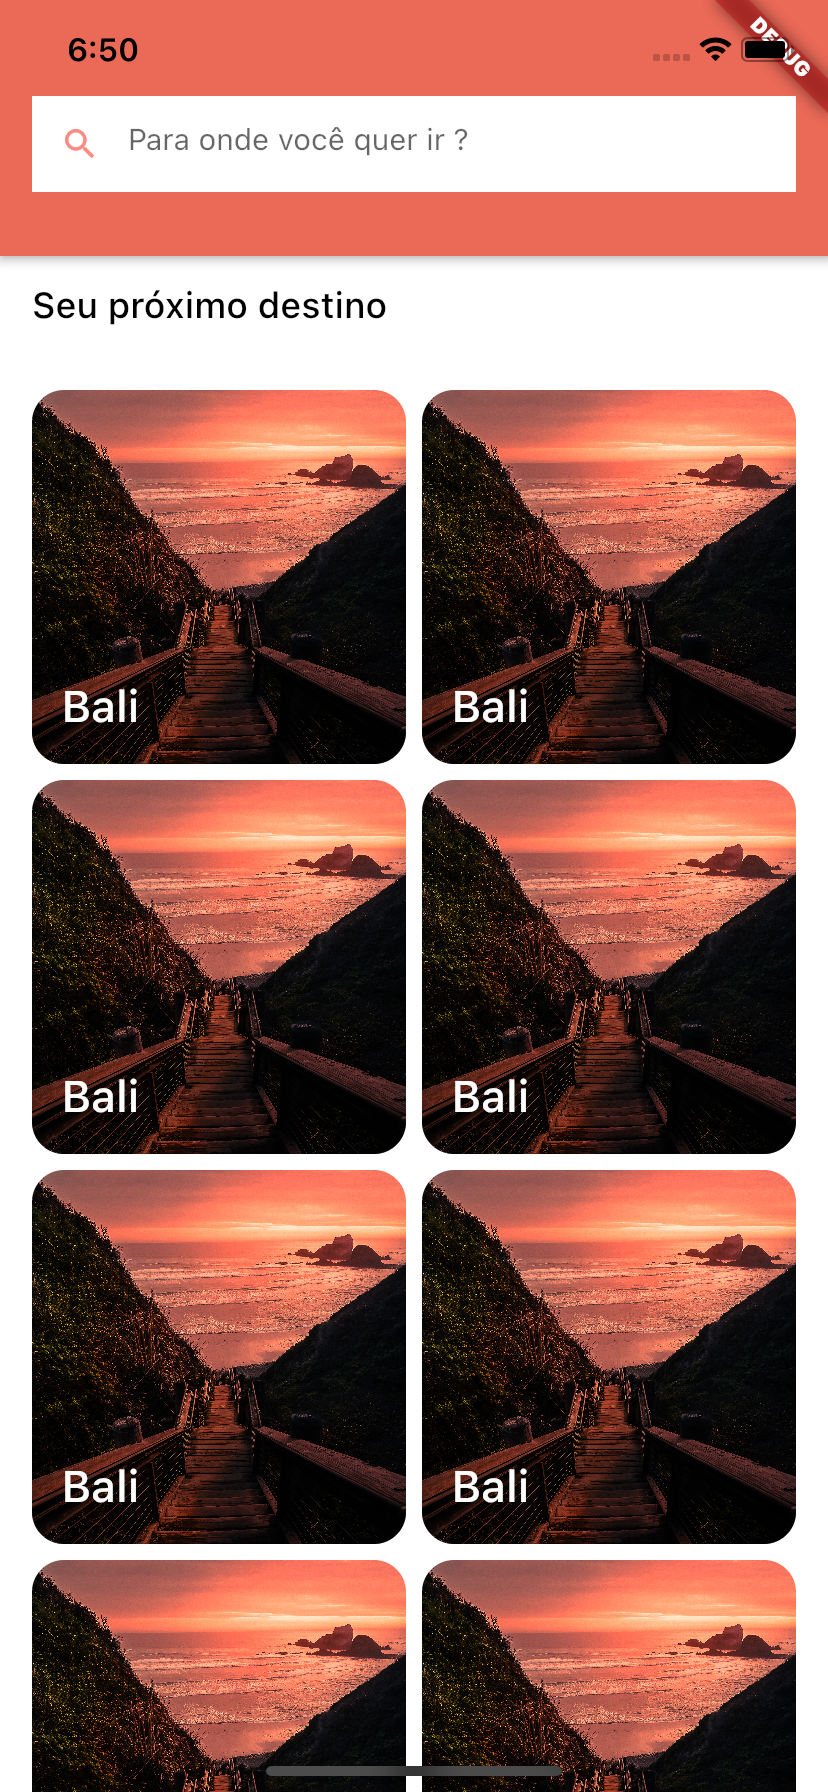 6:50
DEBUG
Para onde você quer ir ?
Seu próximo destino
Bali
Bali
Bali
Bali
Bali
Bali